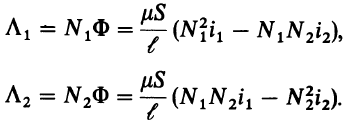 Λ₁ = N₁Φ = μS/ℓ (N₁²i₁ − N₁N₂i₂),
Λ₂ = N₂Φ = μS/ℓ (N₁N₂i₁ − N₂²i₂).